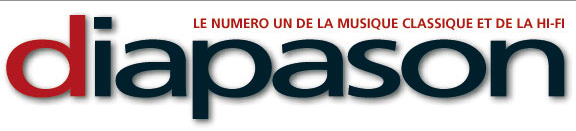 LE NUMERO UN DE LA MUSIQUE CLASSIQUE ET DE LA HI-FI
diapason